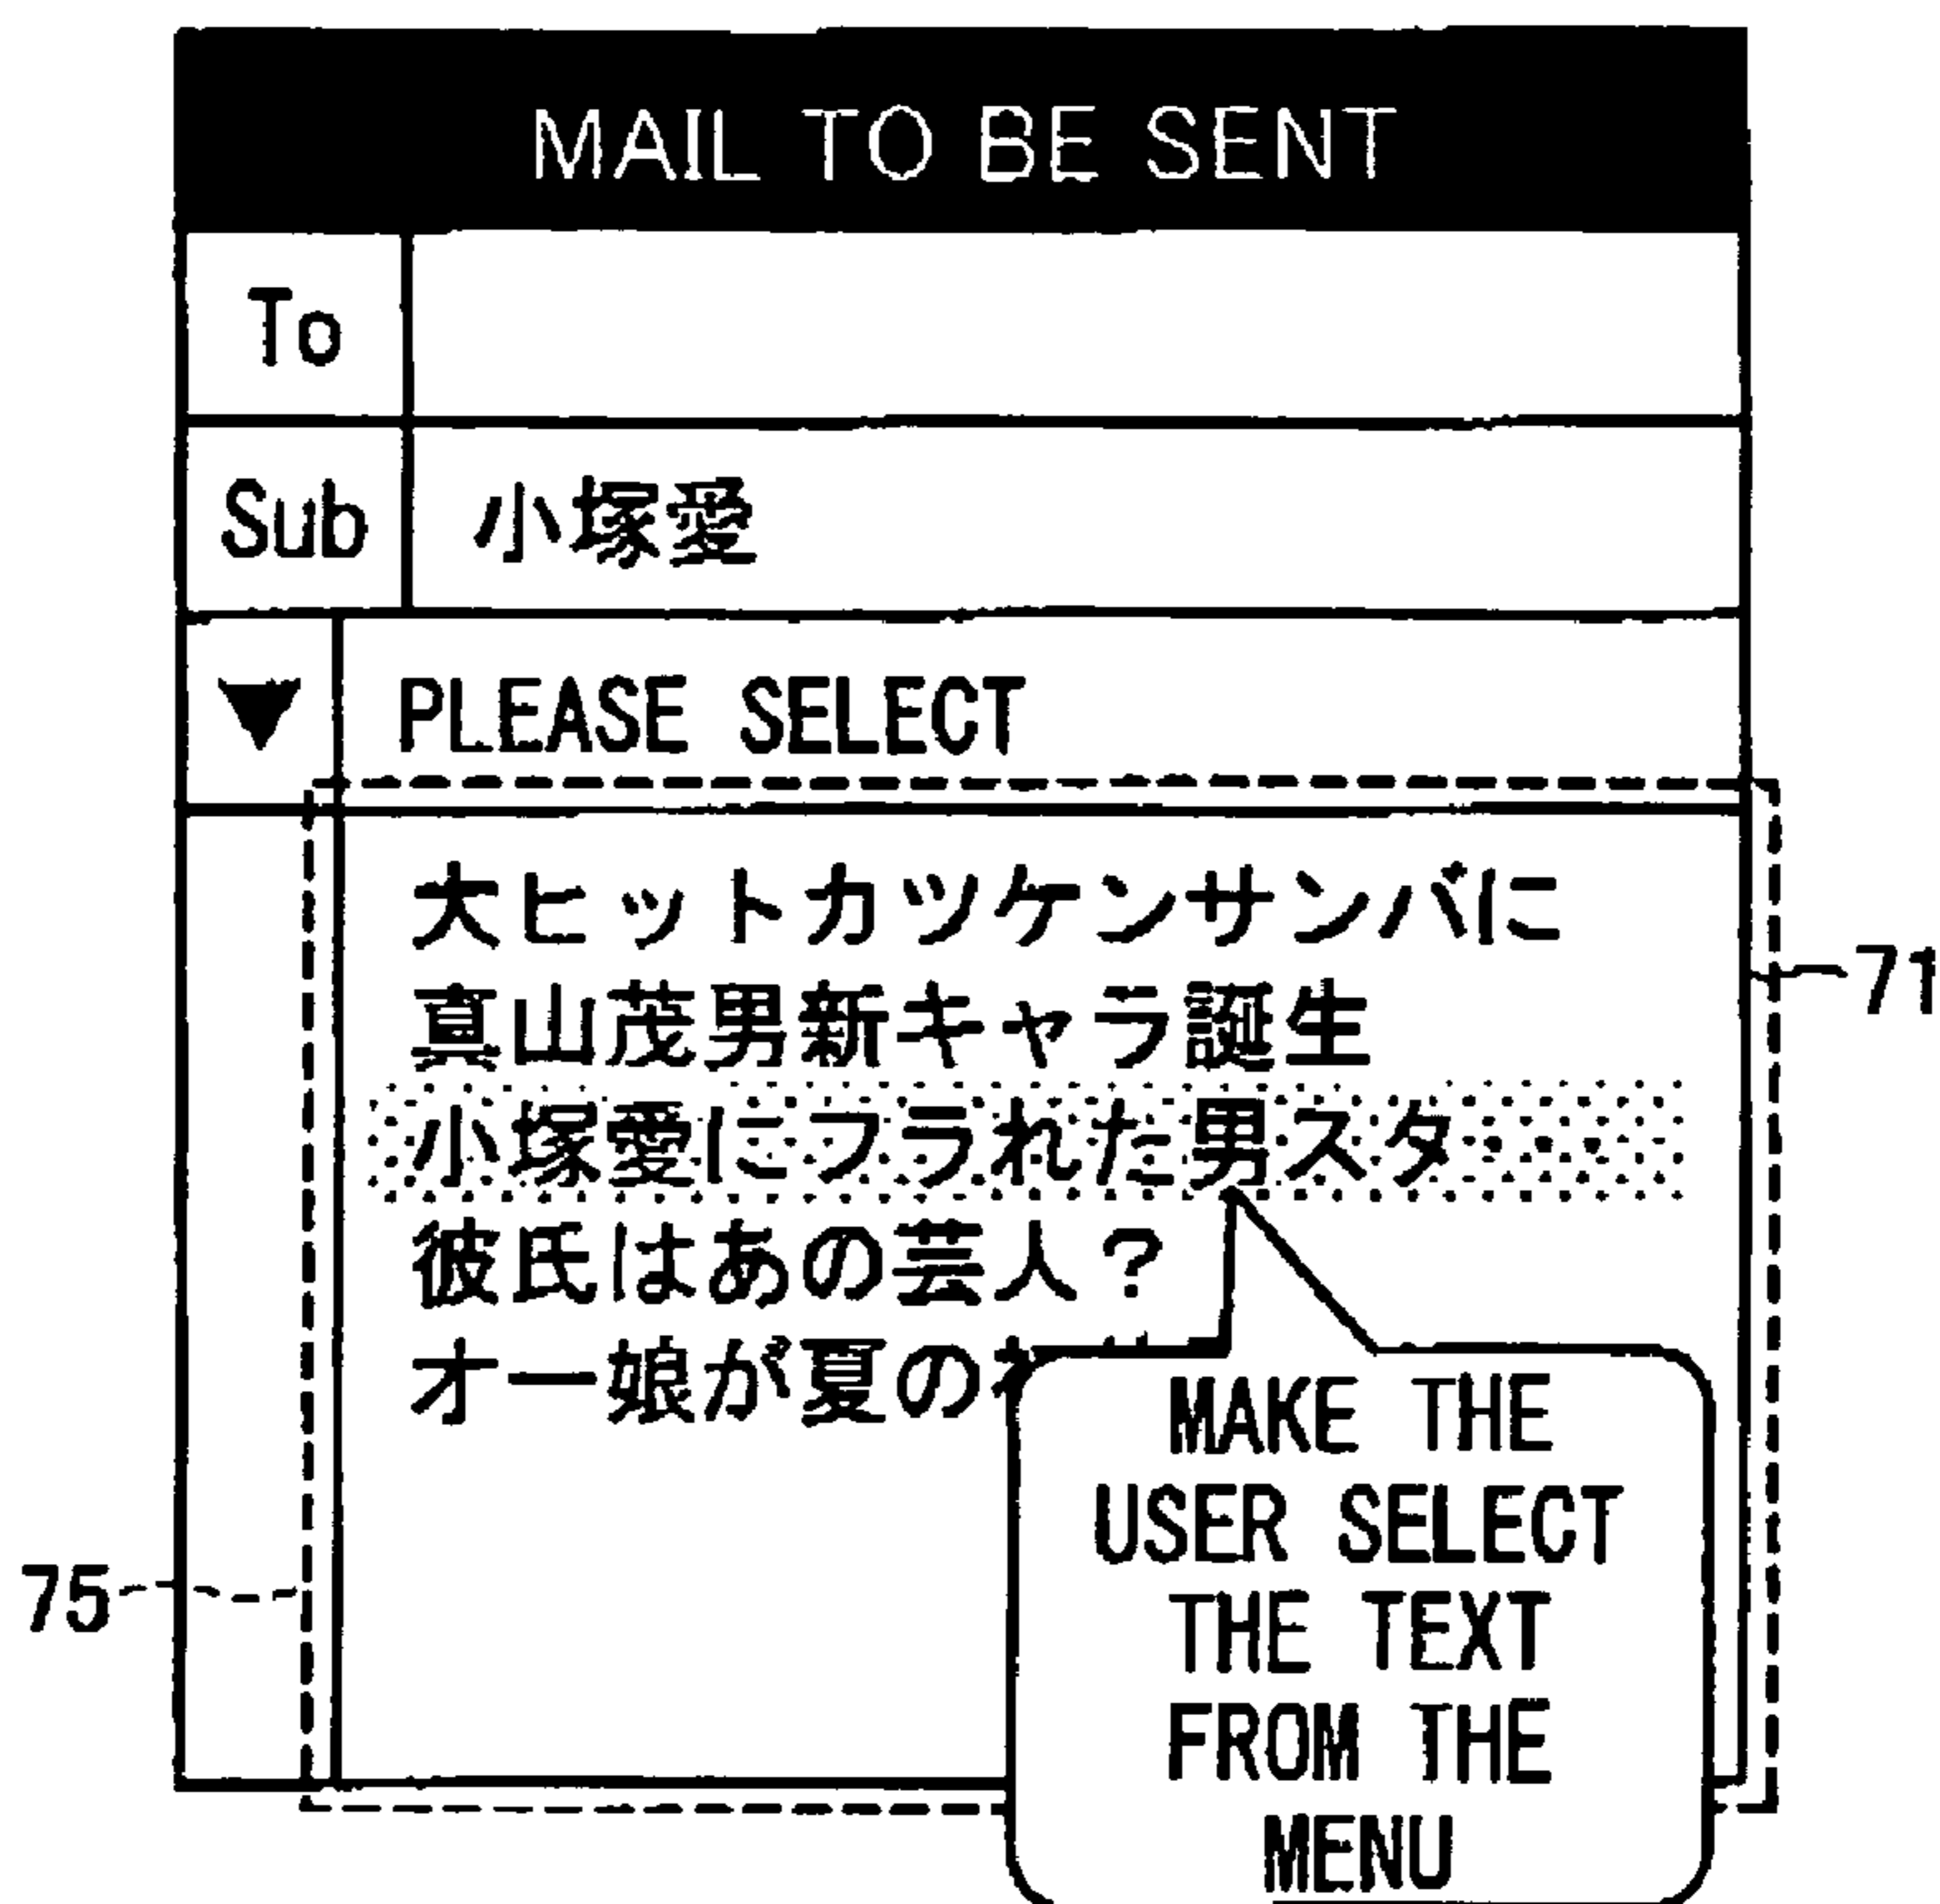 MAIL TO BE SENT
To
Sub 小塚愛
▼ PLEASE SELECT
大ヒットカツケンサンバに
真山茂男新キャラ誕生
小塚愛にフラれた男スタ
彼氏はあの芸人?
オー娘が夏の
71
75
MAKE THE
USER SELECT
THE TEXT
FROM THE
MENU